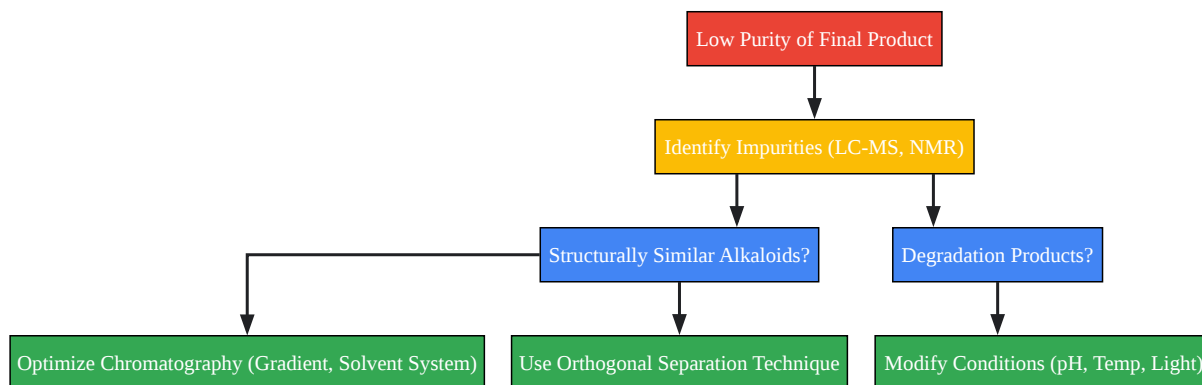 Low Purity of Final Product
Identify Impurities (LC-MS, NMR)
Structurally Similar Alkaloids?
Degradation Products?
Optimize Chromatography (Gradient, Solvent System)
Use Orthogonal Separation Technique
Modify Conditions (pH, Temp, Light)